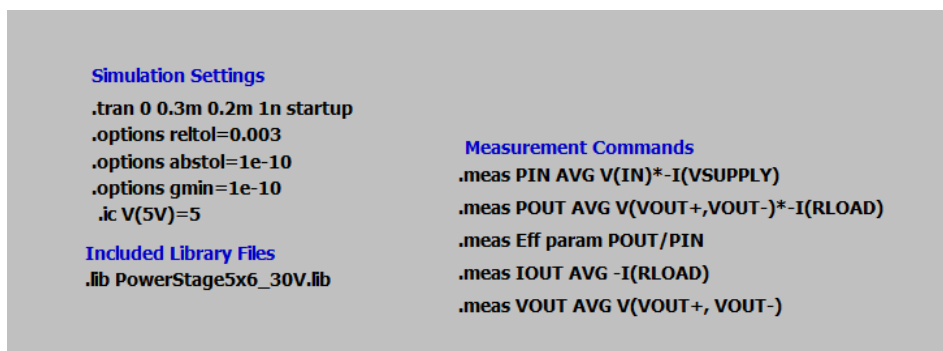 Simulation Settings
.tran 0 0.3m 0.2m 1n startup
.options reltol=0.003
.options abstol=1e-10
.options gmin=1e-10
.ic V(5V)=5
Included Library Files
.lib PowerStage5x6_30V.lib
Measurement Commands
.meas PIN AVG V(IN)*-I(VSUPPLY)
.meas POUT AVG V(VOUT+,VOUT-)*-I(RLOAD)
.meas Eff param POUT/PIN
.meas IOUT AVG -I(RLOAD)
.meas VOUT AVG V(VOUT+, VOUT-)